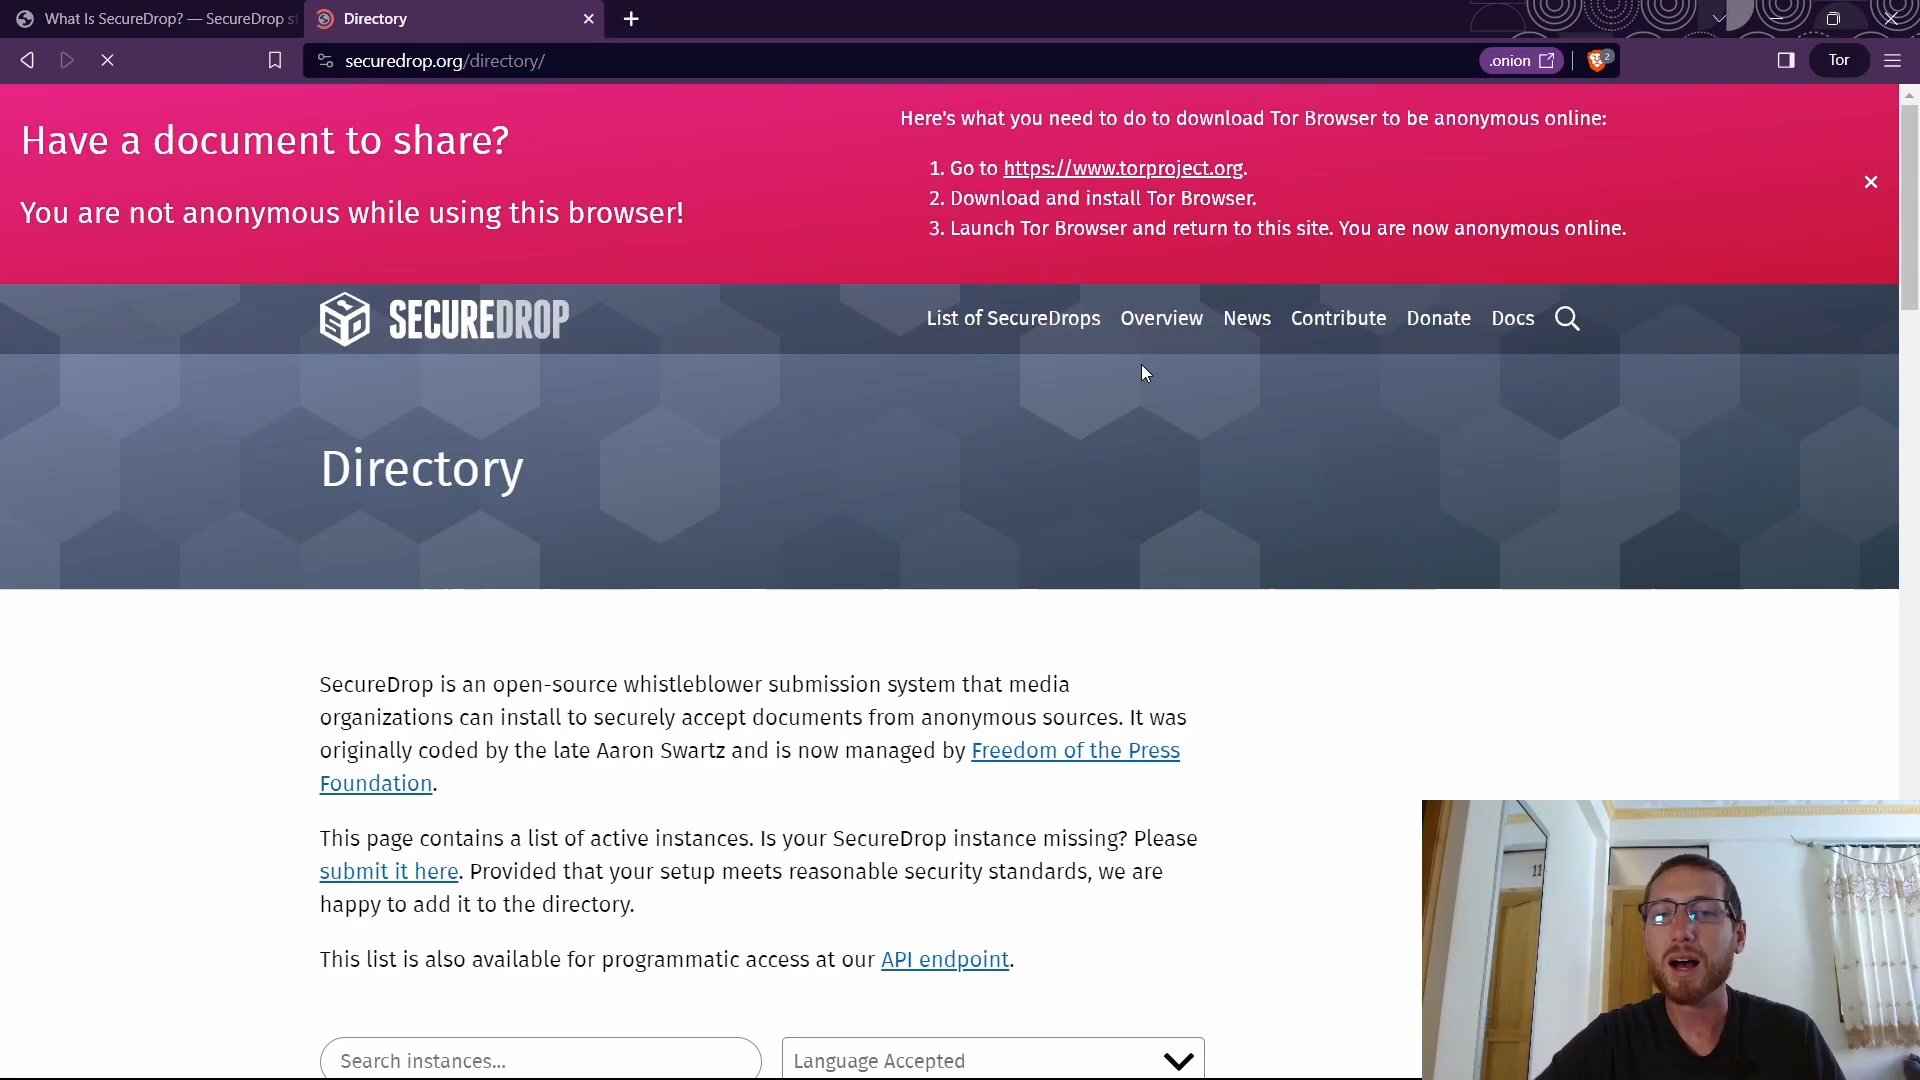 What Is SecureDrop? — SecureDrop st
Directory
securedrop.org/directory/
.onion
2
Tor
Have a document to share?
You are not anonymous while using this browser!
Here's what you need to do to download Tor Browser to be anonymous online:
1. Go to https://www.torproject.org.
2. Download and install Tor Browser.
3. Launch Tor Browser and return to this site. You are now anonymous online.
SECUREDROP
List of SecureDrops Overview News Contribute Donate Docs
Directory
SecureDrop is an open-source whistleblower submission system that media
organizations can install to securely accept documents from anonymous sources. It was
originally coded by the late Aaron Swartz and is now managed by Freedom of the Press
Foundation.
This page contains a list of active instances. Is your SecureDrop instance missing? Please
submit it here. Provided that your setup meets reasonable security standards, we are
happy to add it to the directory.
This list is also available for programmatic access at our API endpoint.
Search instances...
Language Accepted
11